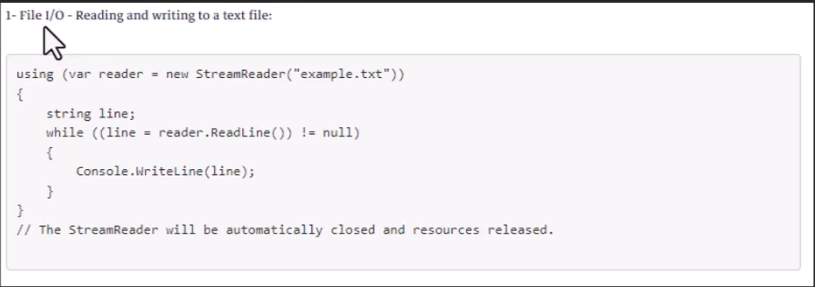 1- File I/O - Reading and writing to a text file:
using (var reader = new StreamReader("example.txt"))
{
    string line;
    while ((line = reader.ReadLine()) != null)
    {
        Console.WriteLine(line);
    }
}
// The StreamReader will be automatically closed and resources released.